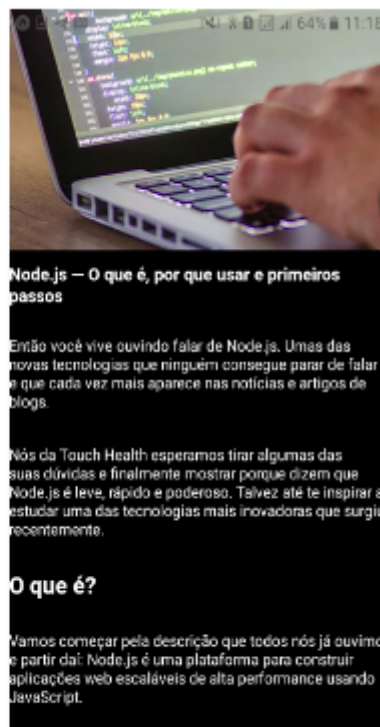 64% 11:18
Node.js — O que é, por que usar e primeiros
passos
Então você vive ouvindo falar de Node.js. Umas das
novas tecnologias que ninguém consegue parar de falar
e que cada vez mais aparece nas notícias e artigos de
blogs.
Nós da Touch Health esperamos tirar algumas das
suas dúvidas e finalmente mostrar porque dizem que
Node.js é leve, rápido e poderoso. Talvez até te inspirar a
estudar uma das tecnologias mais inovadoras que surgiu
recentemente.
O que é?
Vamos começar pela descrição que todos nós já ouvimo
e partir daí: Node.js é uma plataforma para construir
aplicações web escaláveis de alta performance usando
JavaScript.